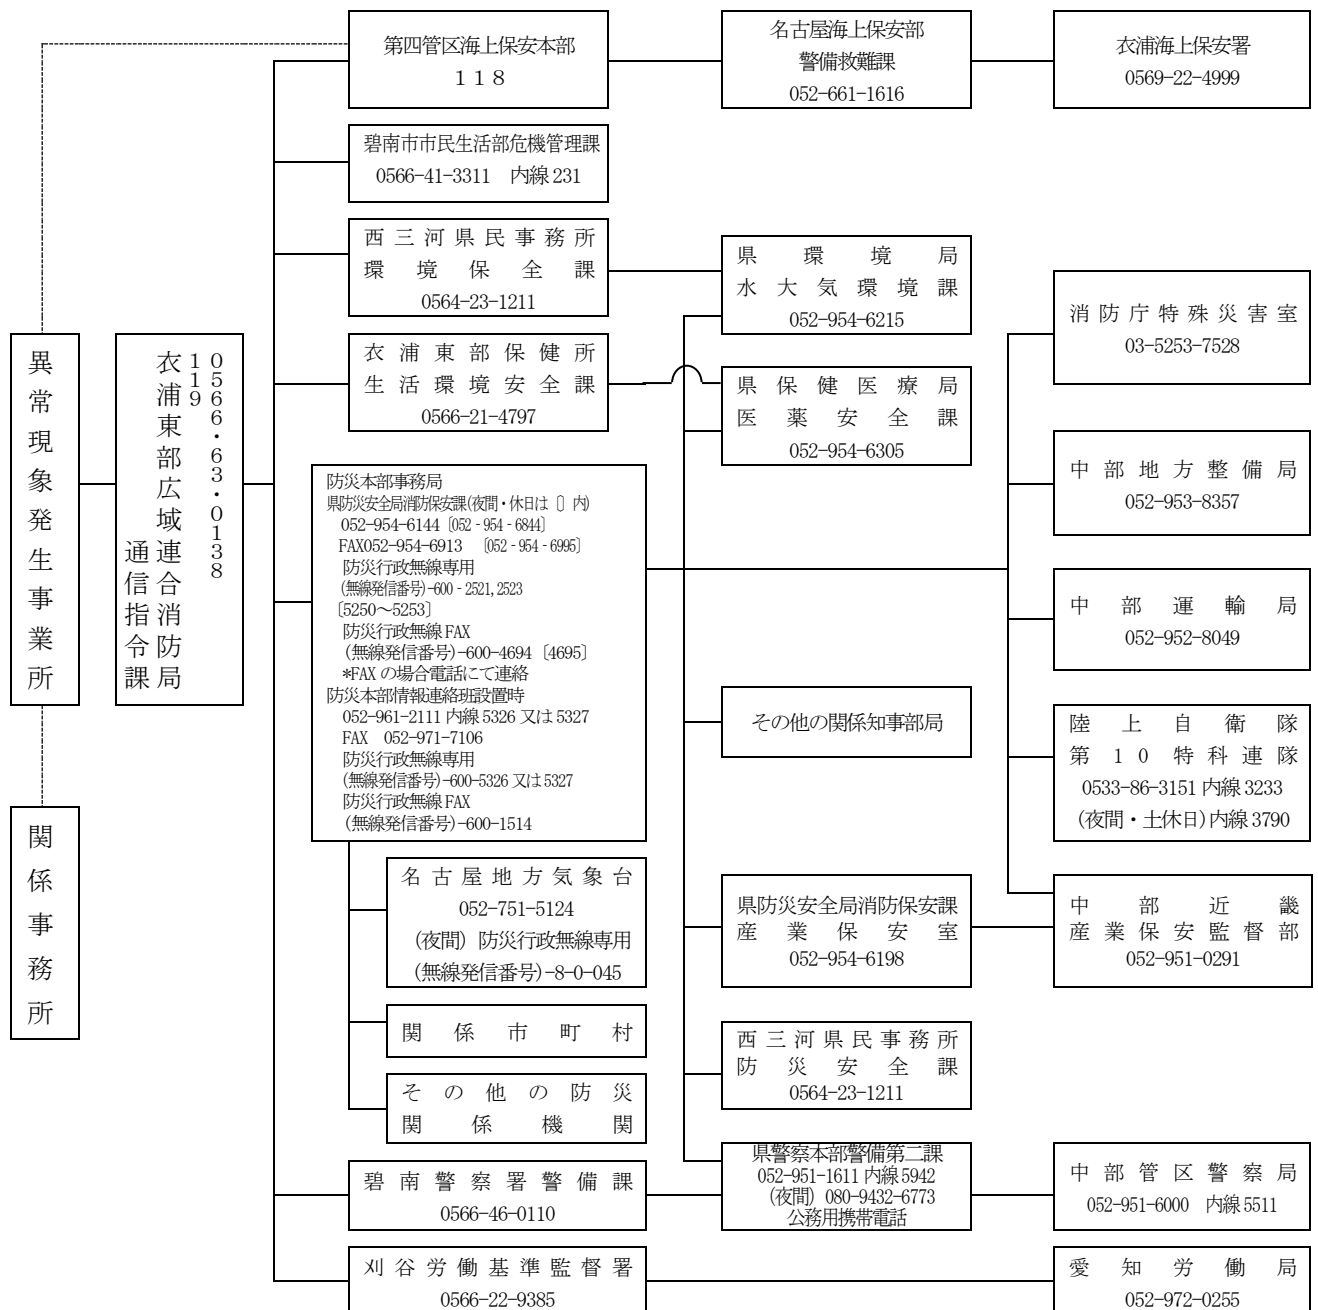 異常現象発生事業所
関係事務所
0566・63・0138
119
衣浦東部広域連合消防局
通信指令課
第四管区海上保安本部
118
碧南市市民生活部危機管理課
0566-41-3311 内線231
西三河県民事務所
環境保全課
0564-23-1211
衣浦東部保健所
生活環境安全課
0566-21-4797
防災本部事務局
県防災安全局消防保安課(夜間・休日は〔〕内)
052-954-6144〔052‐954‐6844〕
FAX052-954-6913 〔052‐954‐6995〕
防災行政無線専用
(無線発信番号)-600‐2521,2523
〔5250～5253〕
防災行政無線FAX
(無線発信番号)-600-4694〔4695〕
*FAXの場合電話にて連絡
防災本部情報連絡班設置時
052-961-2111 内線5326又は5327
FAX 052-971-7106
防災行政無線専用
(無線発信番号)-600-5326又は5327
防災行政無線FAX
(無線発信番号)-600-1514
名古屋地方気象台
052-751-5124
(夜間) 防災行政無線専用
(無線発信番号)-8-0-045
関係市町村
その他の防災
関係機関
碧南警察署警備課
0566-46-0110
刈谷労働基準監督署
0566-22-9385
名古屋海上保安部
警備救難課
052-661-1616
県環境局
水大気環境課
052-954-6215
県保健医療局
医薬安全課
052-954-6305
その他の関係知事部局
県防災安全局消防保安課
産業保安室
052-954-6198
西三河県民事務所
防災安全課
0564-23-1211
県警察本部警備第二課
052-951-1611 内線5942
(夜間) 080-9432-6773
公務用携帯電話
衣浦海上保安署
0569-22-4999
消防庁特殊災害室
03-5253-7528
中部地方整備局
052-953-8357
中部運輸局
052-952-8049
陸上自衛隊
第10特科連隊
0533-86-3151 内線3233
(夜間・土休日)内線3790
中部近畿
産業保安監督部
052-951-0291
中部管区警察局
052-951-6000 内線5511
愛知労働局
052-972-0255